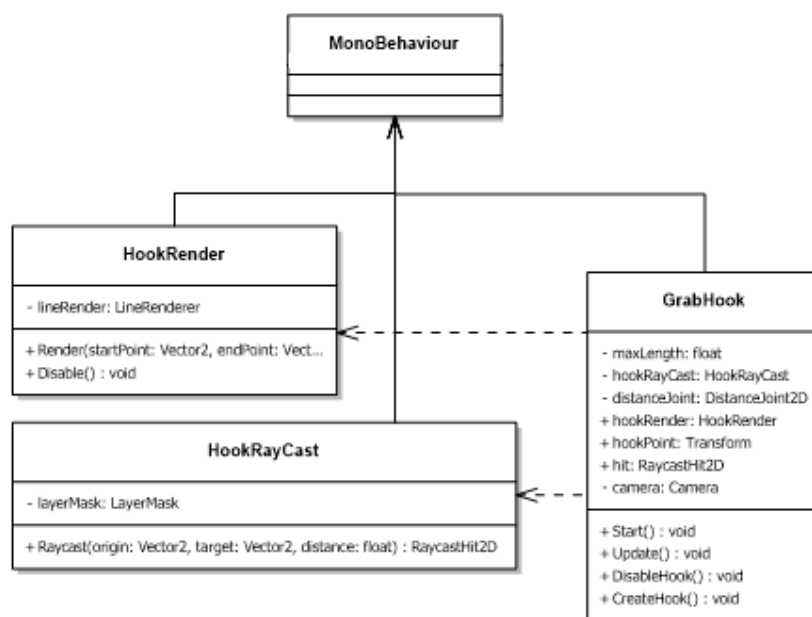 MonoBehaviour
HookRender
- lineRender: LineRenderer
+ Render(startPoint: Vector2, endPoint: Vect...
+ Disable() : void
HookRayCast
- layerMask: LayerMask
+ Raycast(origin: Vector2, target: Vector2, distance: float) : RaycastHit2D
GrabHook
- maxLength: float
- hookRayCast: HookRayCast
- distanceJoint: DistanceJoint2D
+ hookRender: HookRender
+ hookPoint: Transform
+ hit: RaycastHit2D
- camera: Camera
+ Start() : void
+ Update() : void
+ DisableHook() : void
+ CreateHook() : void